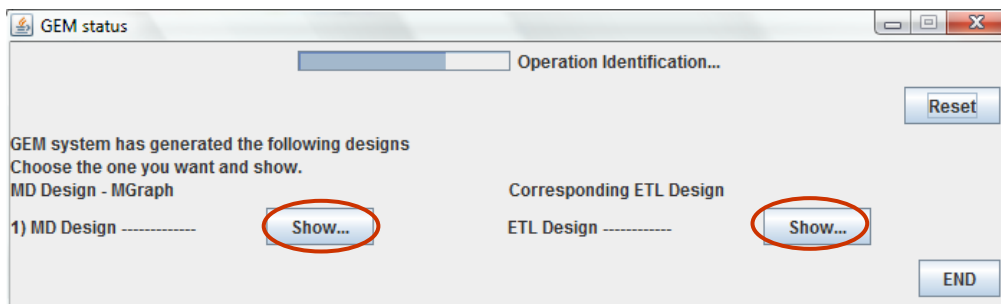 GEM status
Operation Identification...
Reset
GEM system has generated the following designs
Choose the one you want and show.
MD Design - MGraph Corresponding ETL Design
1) MD Design ------------- Show... ETL Design ------------ Show...
END